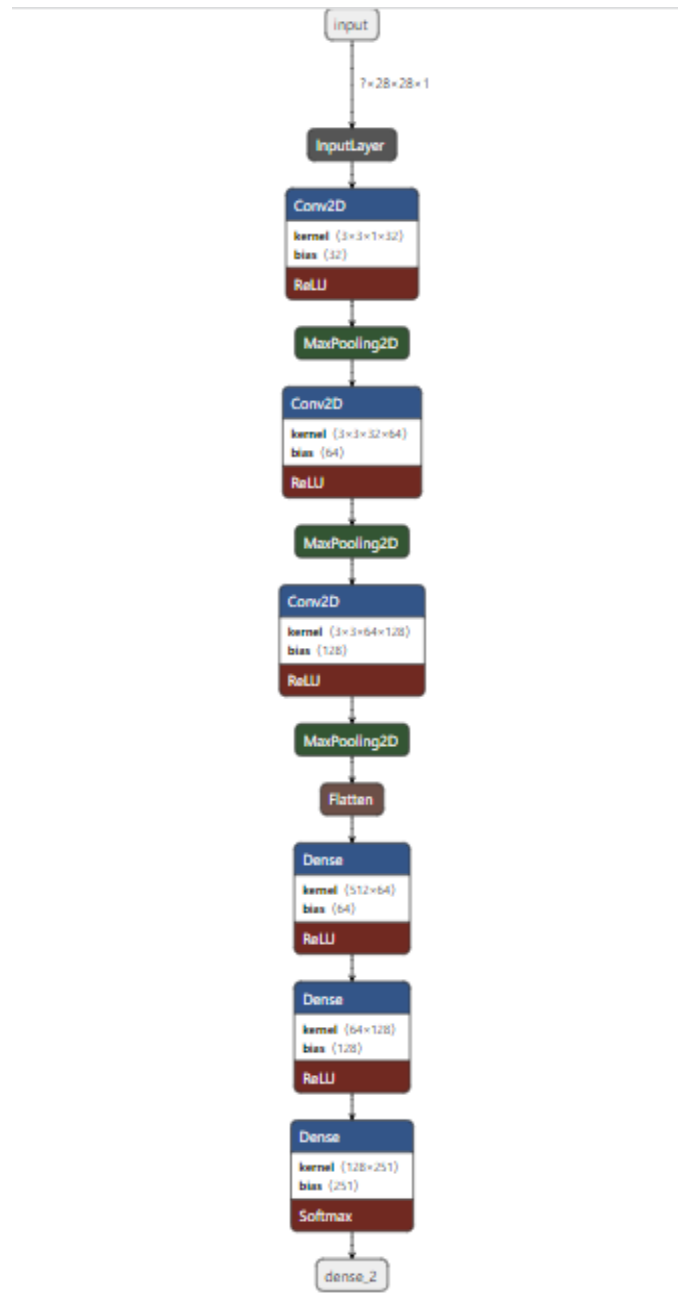 input
?×28×28×1
InputLayer
Conv2D
kernel ⟨3×3×1×32⟩
bias ⟨32⟩
ReLU
MaxPooling2D
Conv2D
kernel ⟨3×3×32×64⟩
bias ⟨64⟩
ReLU
MaxPooling2D
Conv2D
kernel ⟨3×3×64×128⟩
bias ⟨128⟩
ReLU
MaxPooling2D
Flatten
Dense
kernel ⟨512×64⟩
bias ⟨64⟩
ReLU
Dense
kernel ⟨64×128⟩
bias ⟨128⟩
ReLU
Dense
kernel ⟨128×251⟩
bias ⟨251⟩
Softmax
dense_2